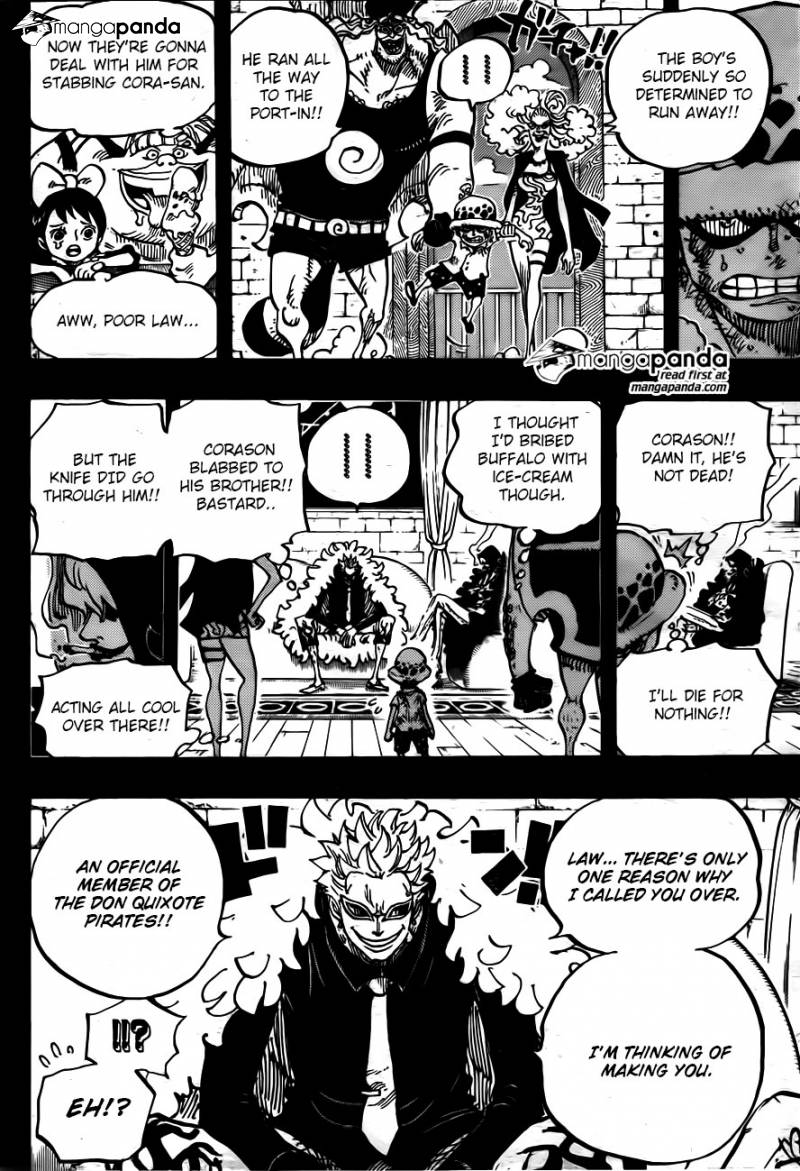 THE BOY'S
SUDDENLY SO
DETERMINED TO
RUN AWAY!!
HE RAN ALL
THE WAY
TO THE
PORT-IN!!
!!
NOW THEY'RE GONNA
DEAL WITH HIM FOR
STABBING CORA-SAN.
AWW, POOR LAW...
mangapanda
mangapanda
read first at
mangapanda.com
CORASON!!
DAMN IT, HE'S
NOT DEAD!
I'LL DIE FOR
NOTHING!!
I THOUGHT
I'D BRIBED
BUFFALO WITH
ICE-CREAM
THOUGH.
!!
CORASON
BLABBED TO
HIS BROTHER!!
BASTARD..
BUT THE
KNIFE DID GO
THROUGH HIM!!
ACTING ALL COOL
OVER THERE!!
LAW... THERE'S ONLY
ONE REASON WHY
I CALLED YOU OVER.
I'M THINKING OF
MAKING YOU.
AN OFFICIAL
MEMBER OF
THE DON QUIXOTE
PIRATES!!
!!?
EH!?